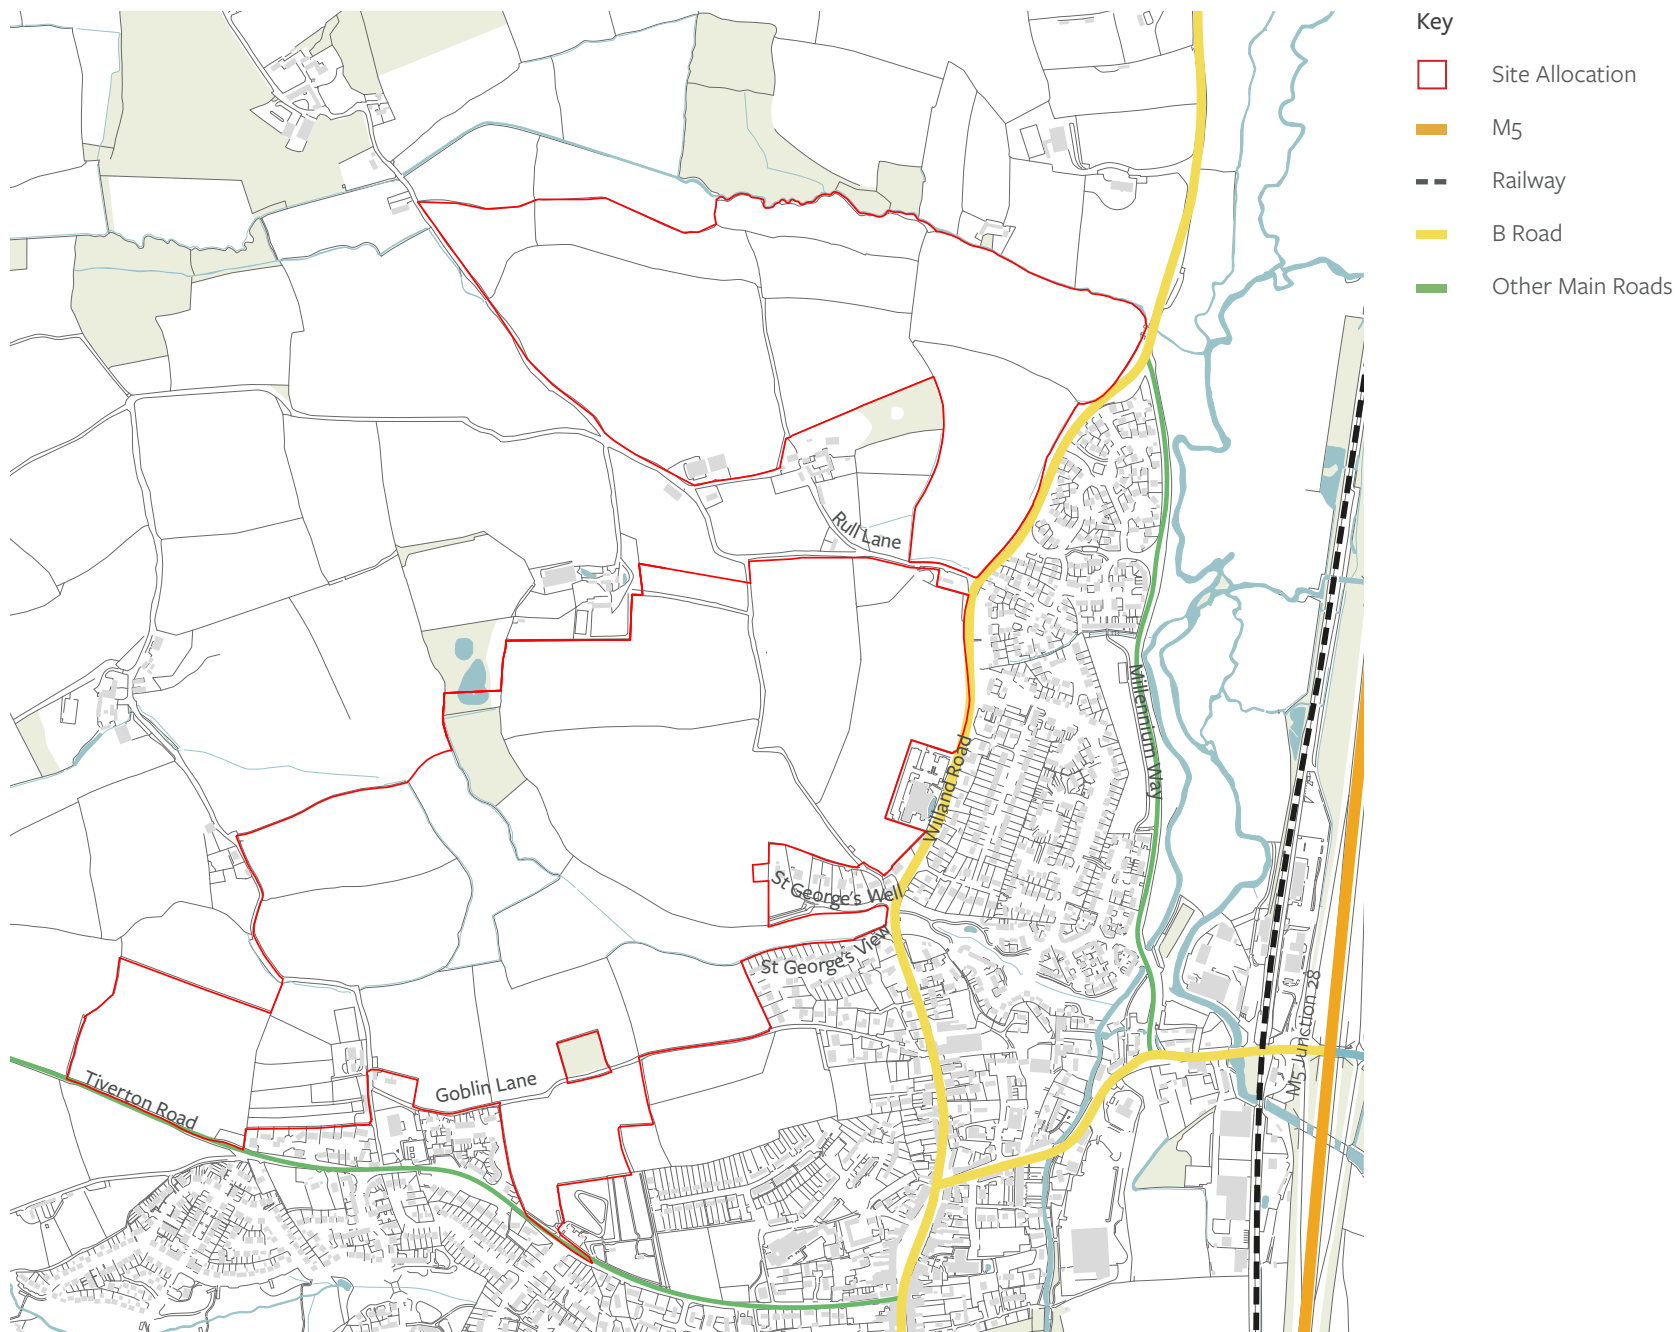 Key
Site Allocation
M5
Railway
B Road
Other Main Roads
Rull Lane
Millennium Way
Willand Road
St George's Well
St George's View
M5 Junction 28
Goblin Lane
Tiverton Road